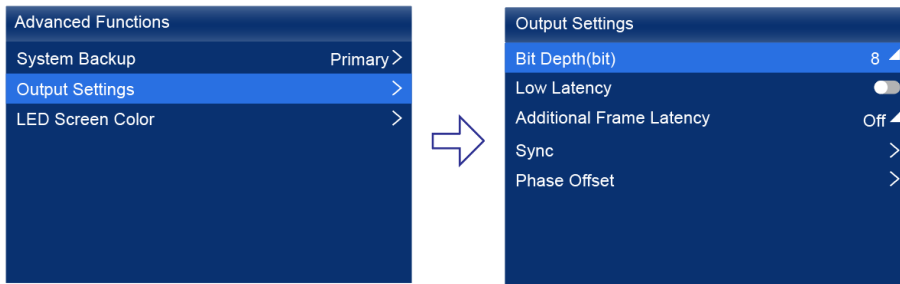 Advanced Functions
System Backup Primary >
Output Settings >
LED Screen Color >
Output Settings
Bit Depth(bit) 8
Low Latency
Additional Frame Latency Off
Sync >
Phase Offset >